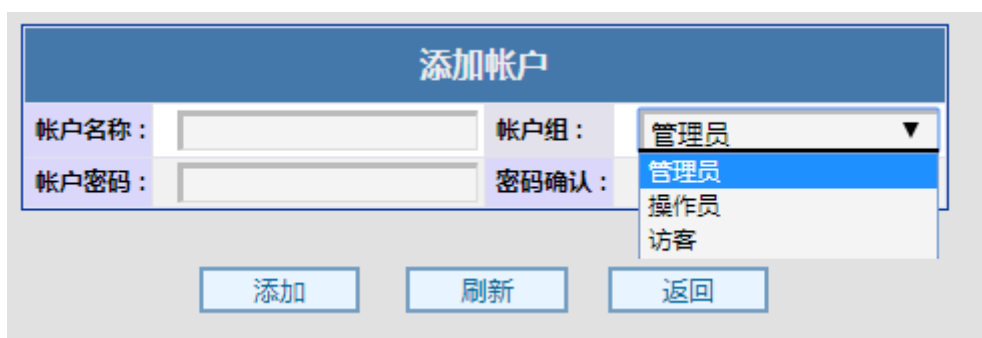 添加帐户
帐户名称： 帐户组： 管理员
帐户密码： 密码确认： 管理员
操作员
访客
添加 刷新 返回